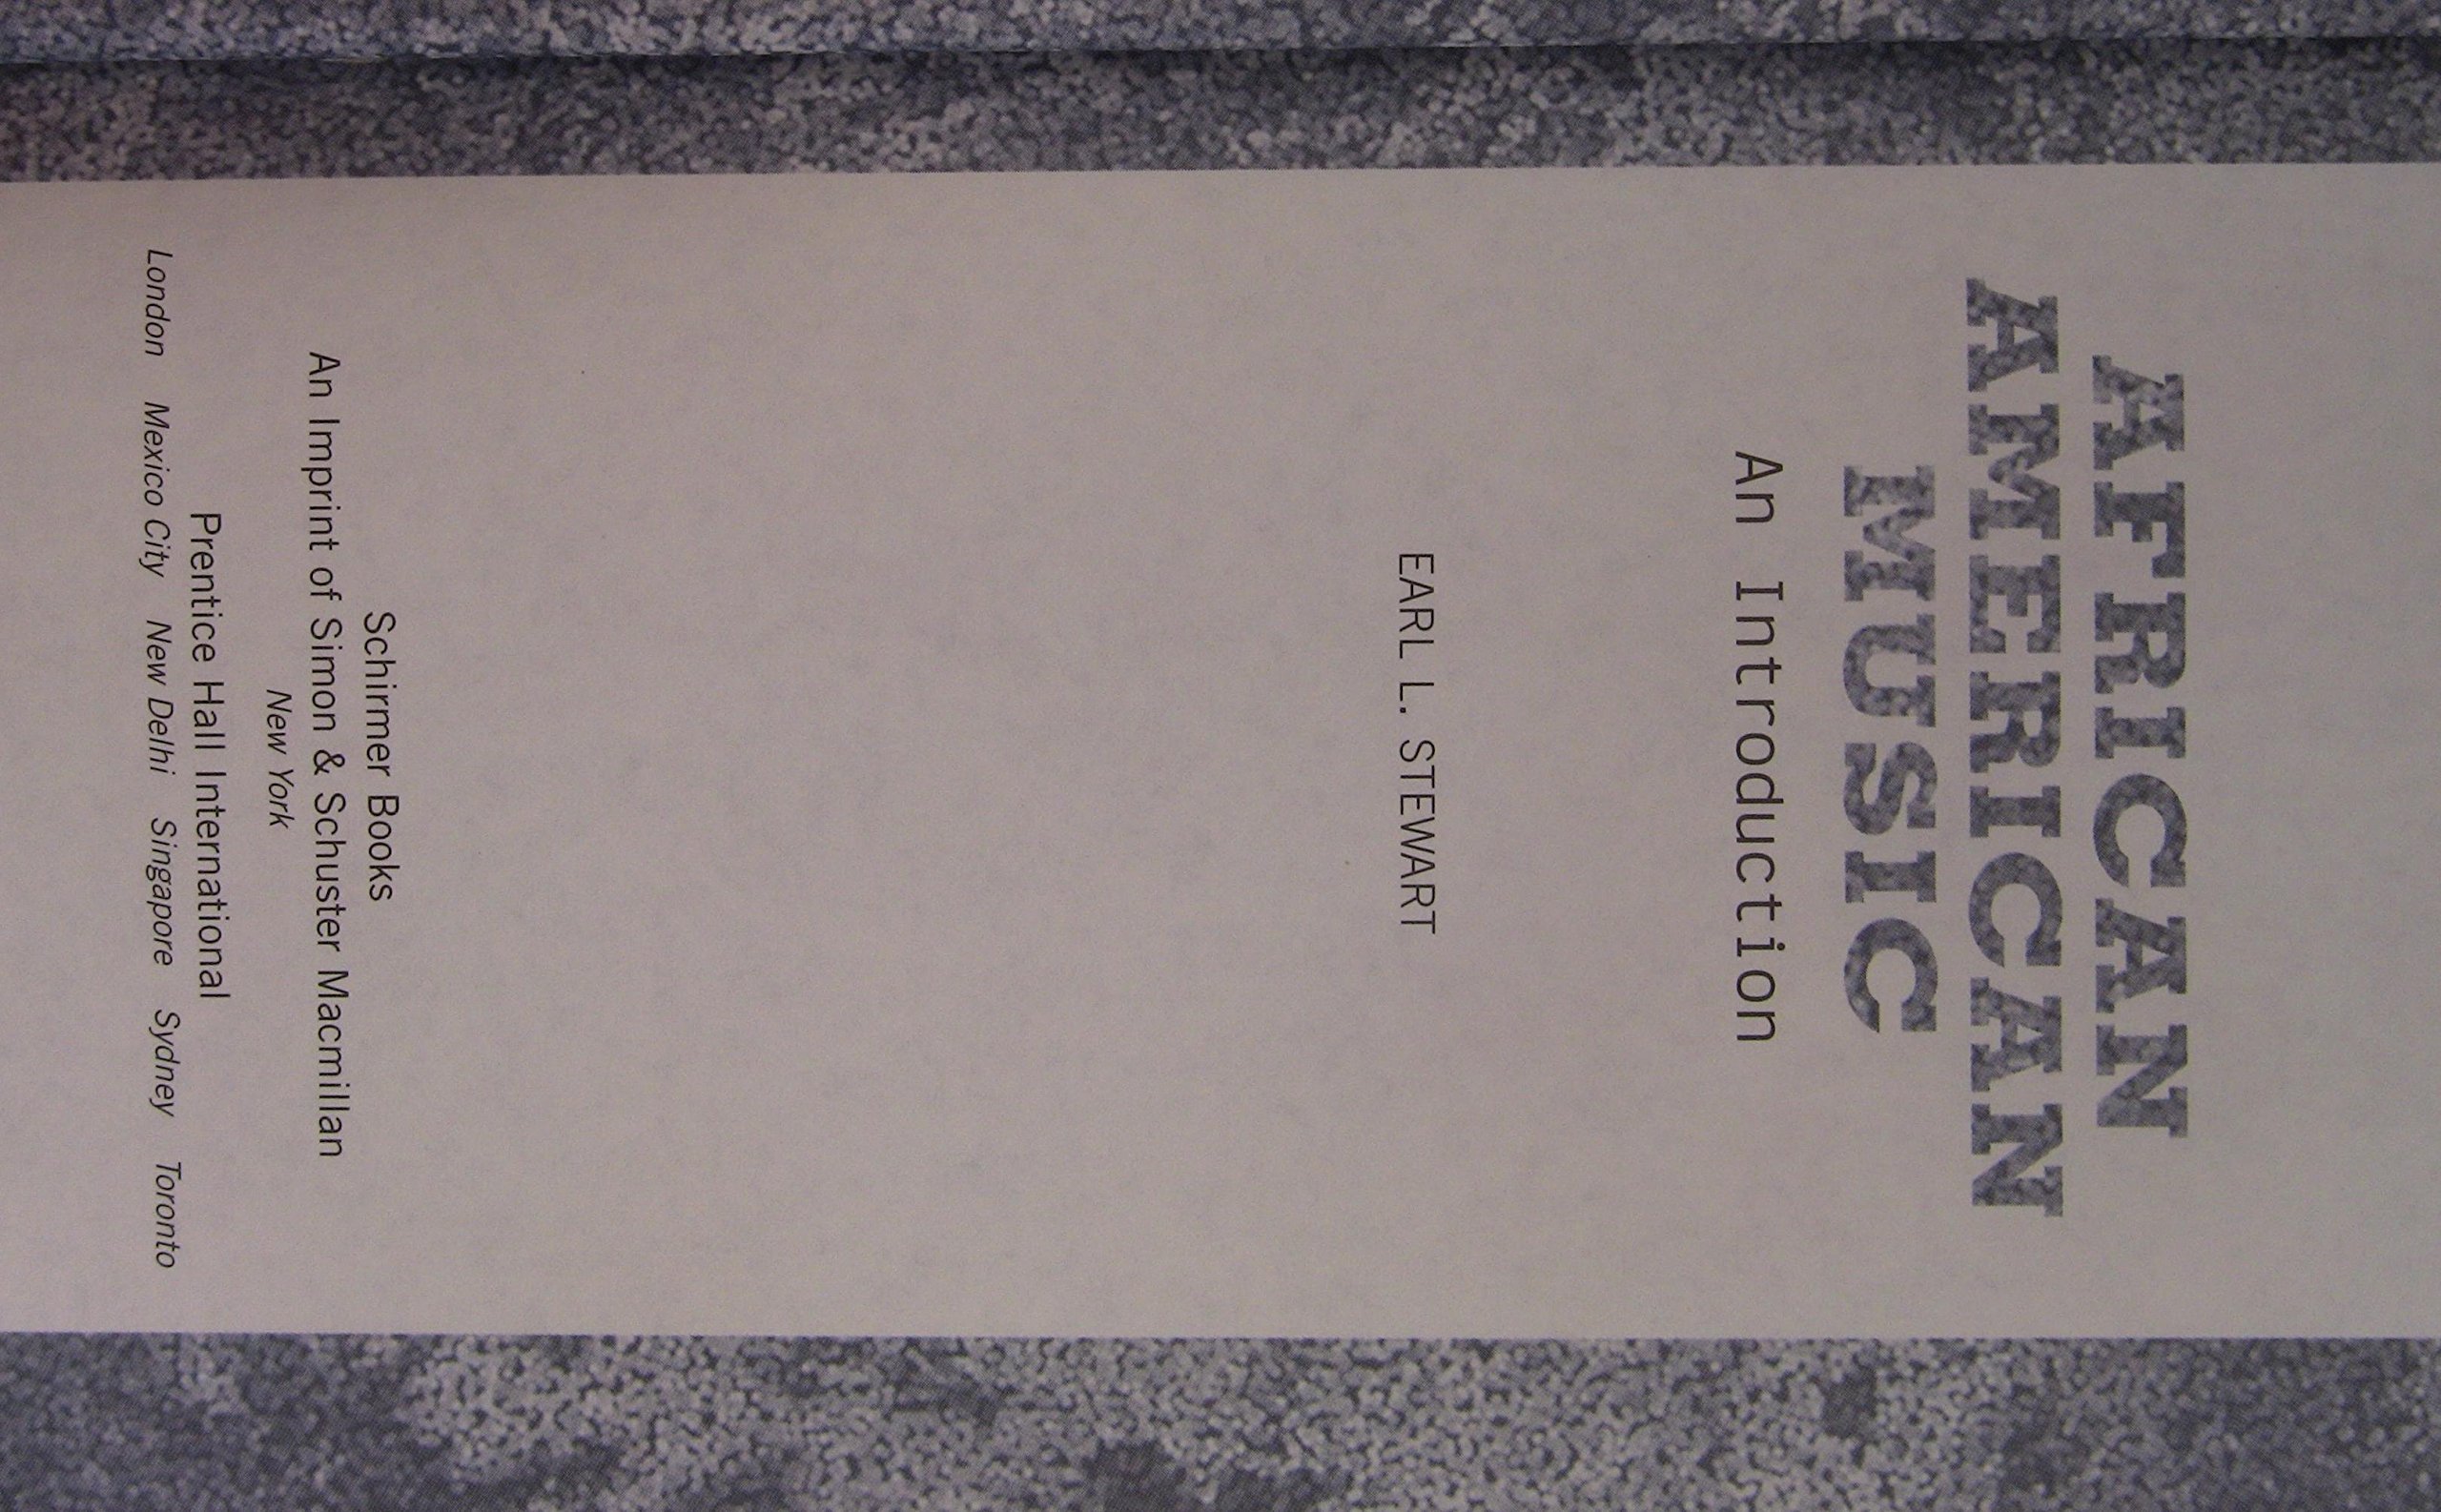 AFRICAN
AMERICAN
MUSIC
An Introduction
EARL L. STEWART
Schirmer Books
An Imprint of Simon & Schuster Macmillan
New York
Prentice Hall International
London Mexico City New Delhi Singapore Sydney Toronto